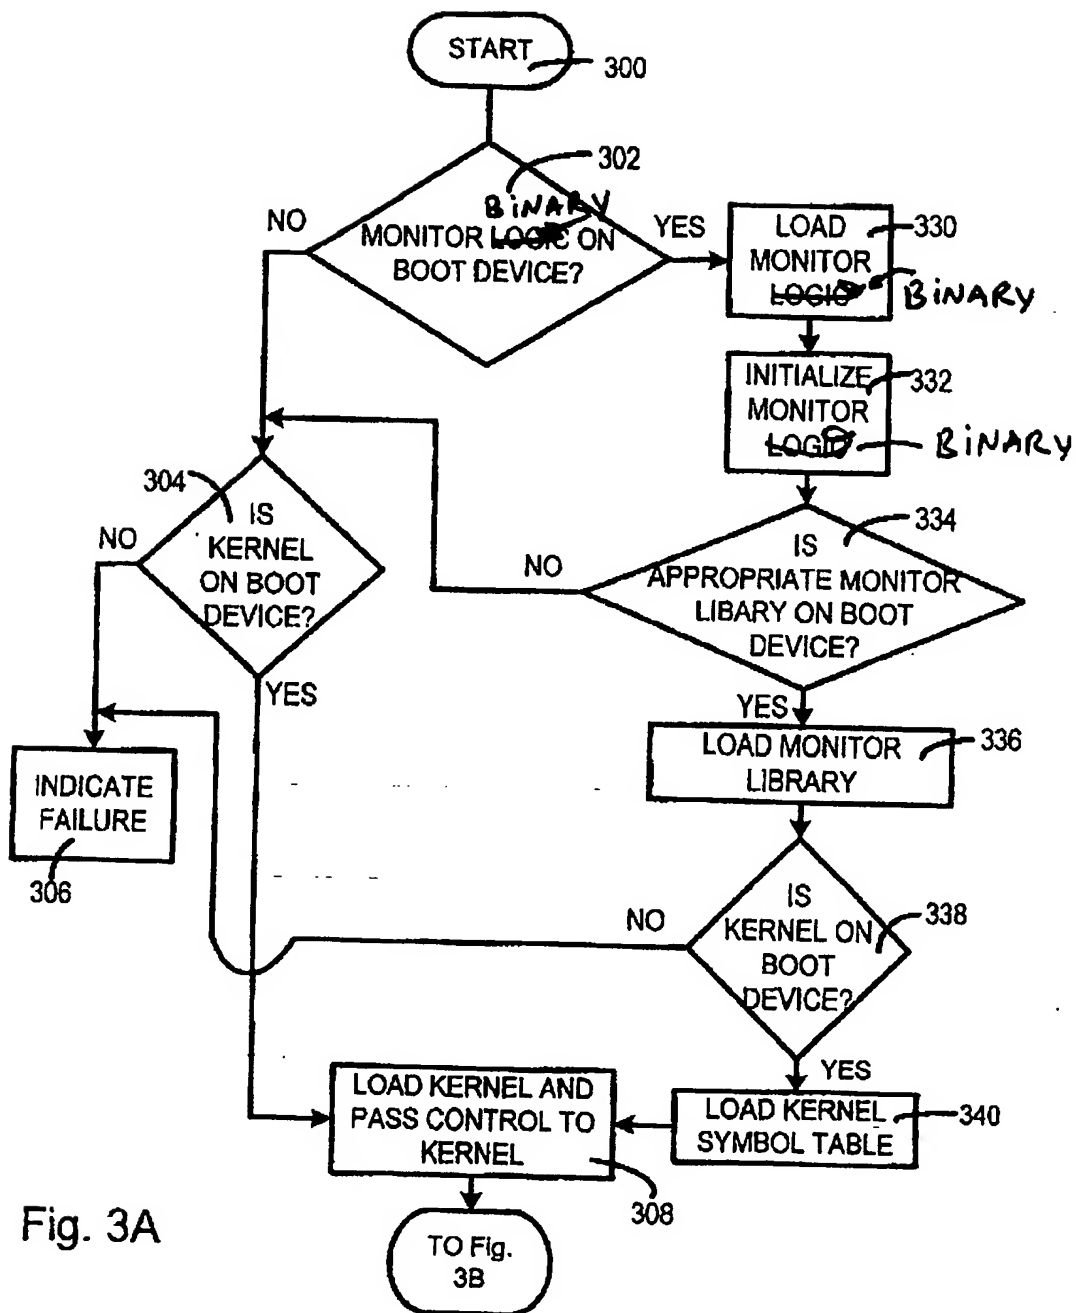 START
300
302
BiNARY
NO
MONITOR LOGIC ON
YES
BOOT DEVICE?
LOAD
330
MONITOR
LOGIC
BiNARY
INITIALIZE
332
MONITOR
LOGIC
BiNARY
304
IS
334
NO
KERNEL
IS
ON BOOT
NO
APPROPRIATE MONITOR
DEVICE?
LIBARY ON BOOT
DEVICE?
YES
YES
LOAD MONITOR
336
LIBRARY
INDICATE
FAILURE
306
IS
NO
KERNEL ON
338
BOOT
DEVICE?
YES
LOAD KERNEL AND
PASS CONTROL TO
KERNEL
LOAD KERNEL
340
SYMBOL TABLE
308
Fig. 3A
TO Fig.
3B